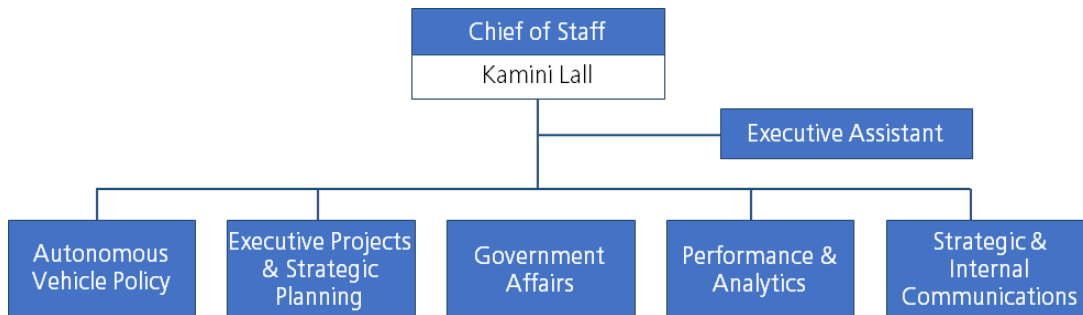 Chief of Staff
Kamini Lall
Executive Assistant
Autonomous
Vehicle Policy
Executive Projects
& Strategic
Planning
Government
Affairs
Performance &
Analytics
Strategic &
Internal
Communications